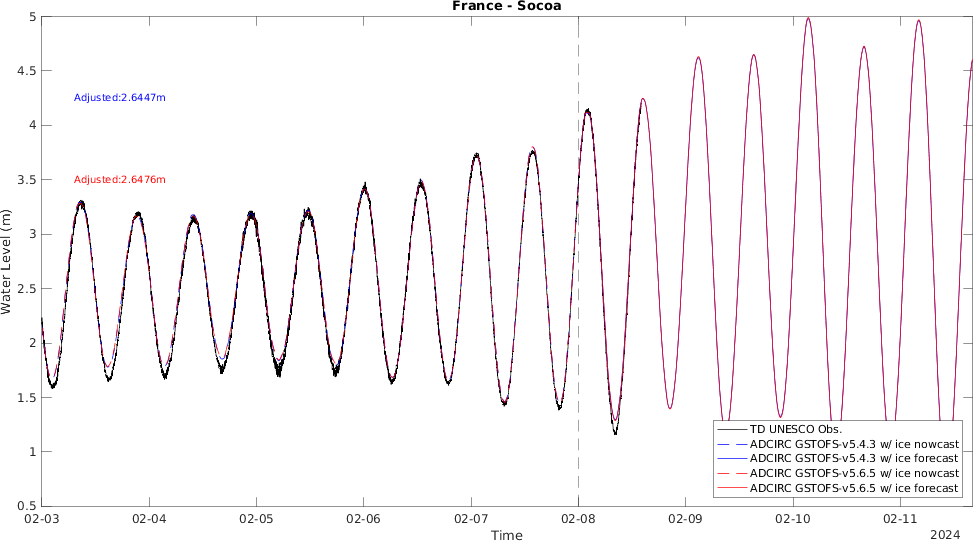 France - Socoa
5
4.5
4
3.5
3
2.5
2
1.5
1
0.5
Water Level (m)
Adjusted:2.6447m
Adjusted:2.6476m
TD UNESCO Obs.
ADCIRC GSTOFS-v5.4.3 w/ ice nowcast
ADCIRC GSTOFS-v5.4.3 w/ ice forecast
ADCIRC GSTOFS-v5.6.5 w/ ice nowcast
ADCIRC GSTOFS-v5.6.5 w/ ice forecast
02-03 02-04 02-05 02-06 02-07 02-08 02-09 02-10 02-11
Time
2024